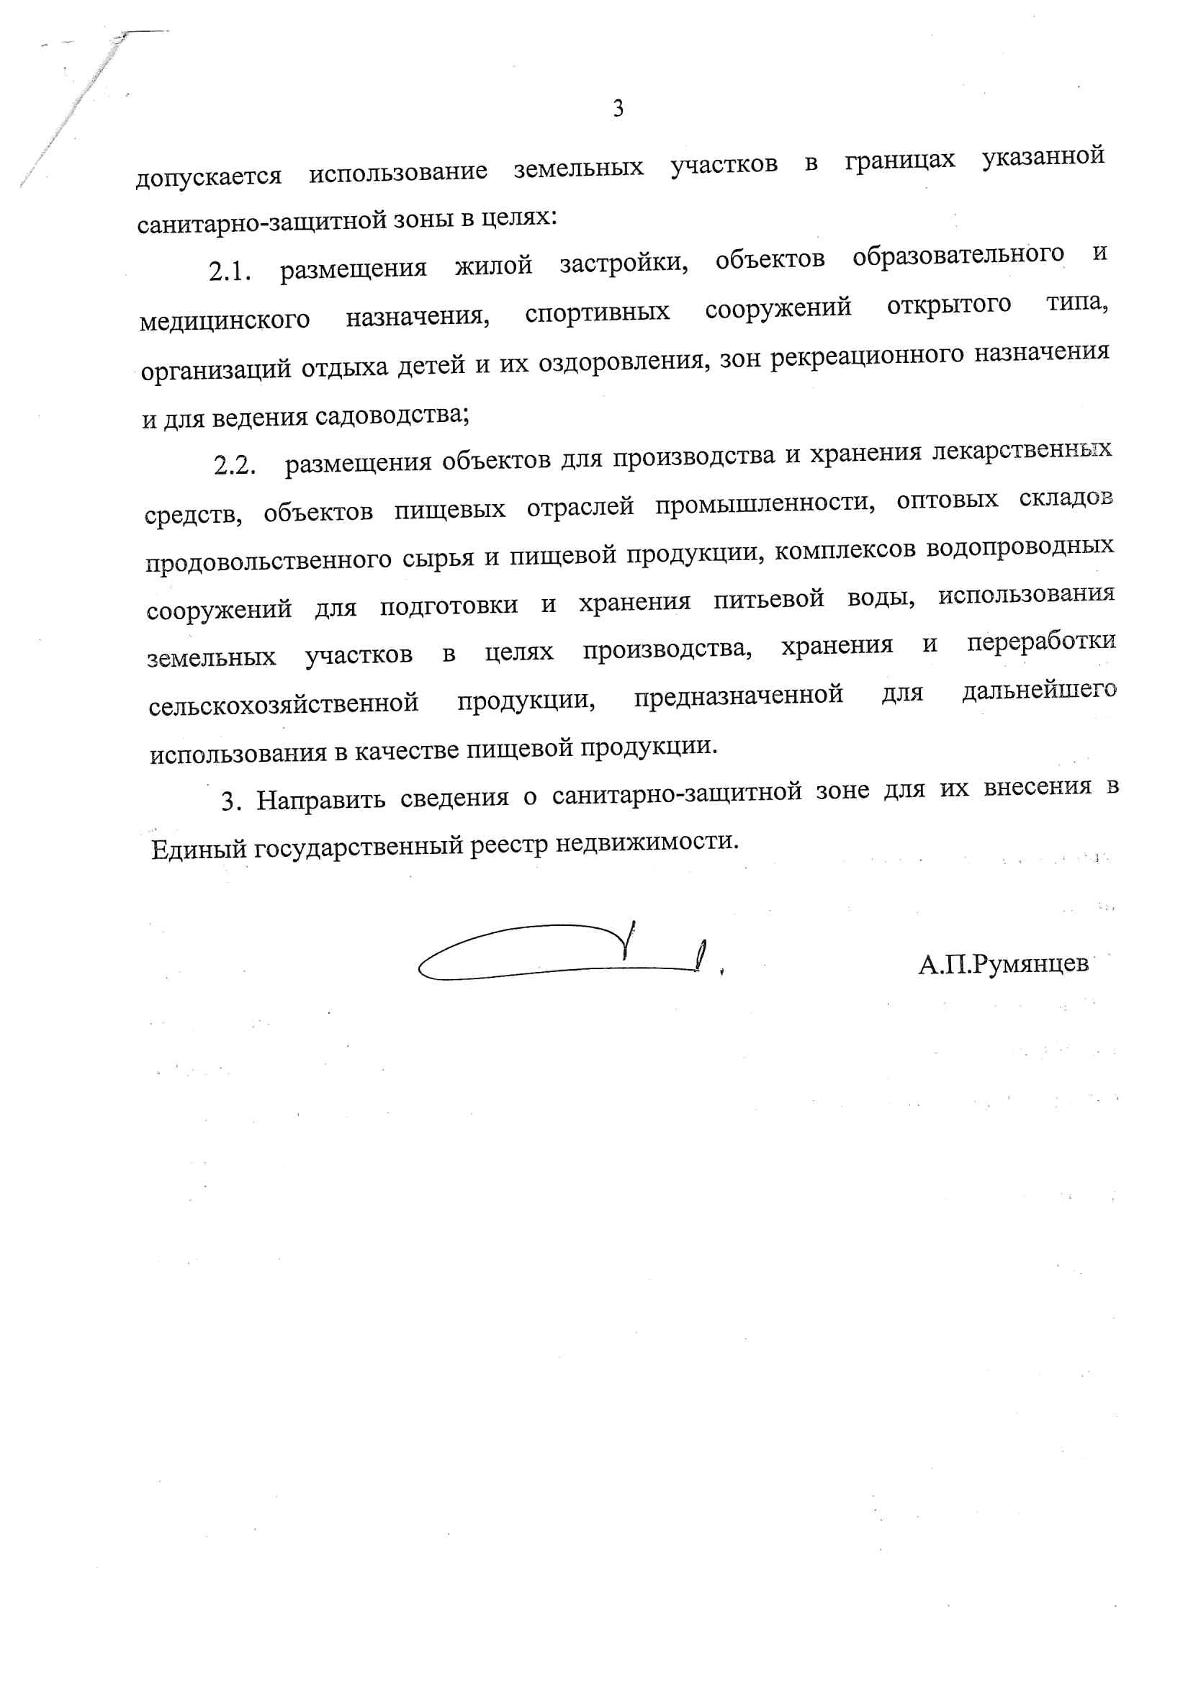 3
допускается использование земельных участков в границах указанной
санитарно-защитной зоны в целях:
2.1. размещения жилой застройки, объектов образовательного и
медицинского назначения, спортивных сооружений открытого типа,
организаций отдыха детей и их оздоровления, зон рекреационного назначения
и для ведения садоводства;
2.2. размещения объектов для производства и хранения лекарственных
средств, объектов пищевых отраслей промышленности, оптовых складов
продовольственного сырья и пищевой продукции, комплексов водопроводных
сооружений для подготовки и хранения питьевой воды, использования
земельных участков в целях производства, хранения и переработки
сельскохозяйственной продукции, предназначенной для дальнейшего
использования в качестве пищевой продукции.
3. Направить сведения о санитарно-защитной зоне для их внесения в
Единый государственный реестр недвижимости.
А.П.Румянцев